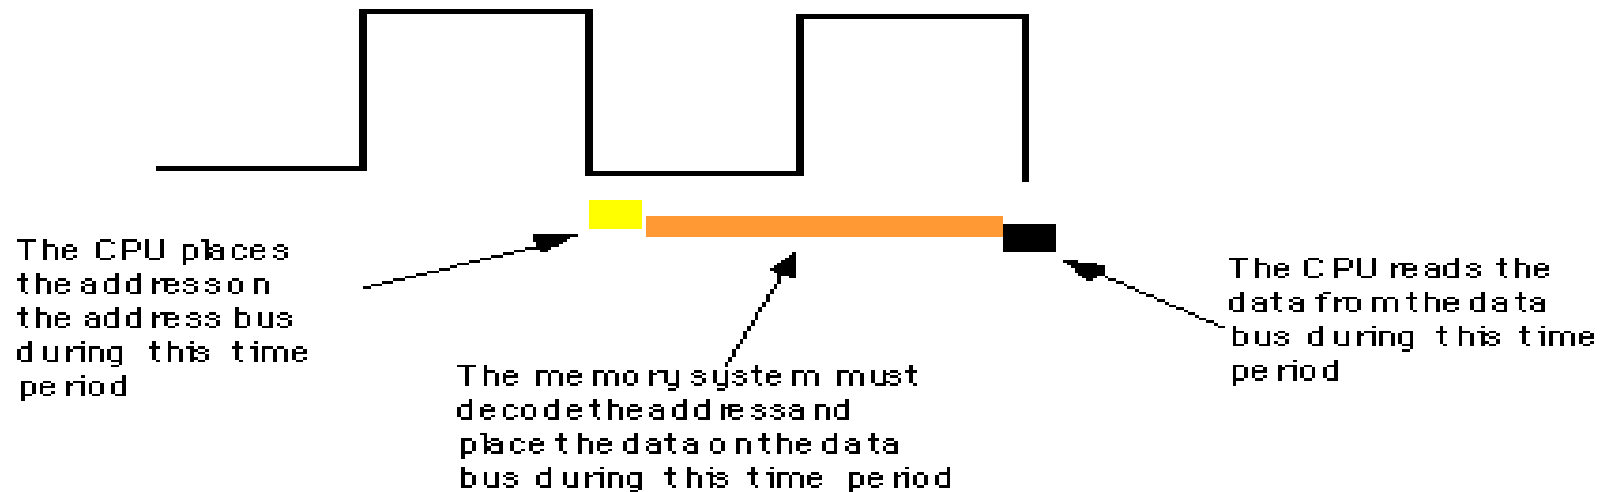 The CPU places
the address on
the address bus
during this time
period
The memory system must
decode the address and
place the data on the data
bus during this time period
The CPU reads the
data from the data
bus during this time
period